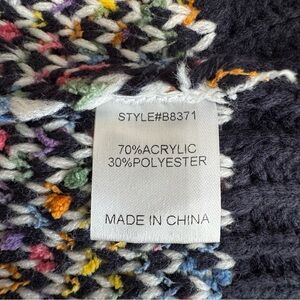 STYLE#B8371
70%ACRYLIC
30%POLYESTER
MADE IN CHINA